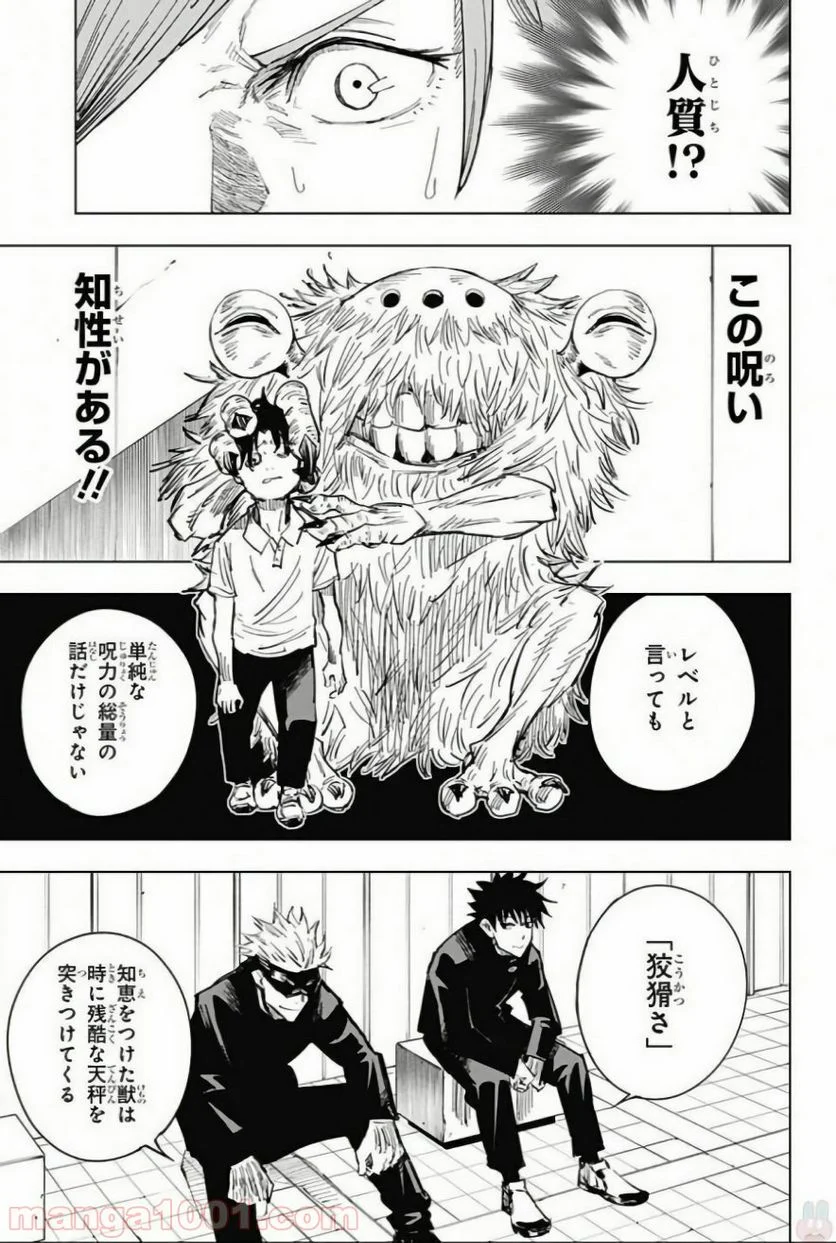 人質!?
この呪い
知性がある!!
レベルと
言っても
単純な
呪力の総量の
話だけじゃない
「狡猾さ」
知恵をつけた獣は
時に残酷な天秤を
突きつけてくる
manga1001.com